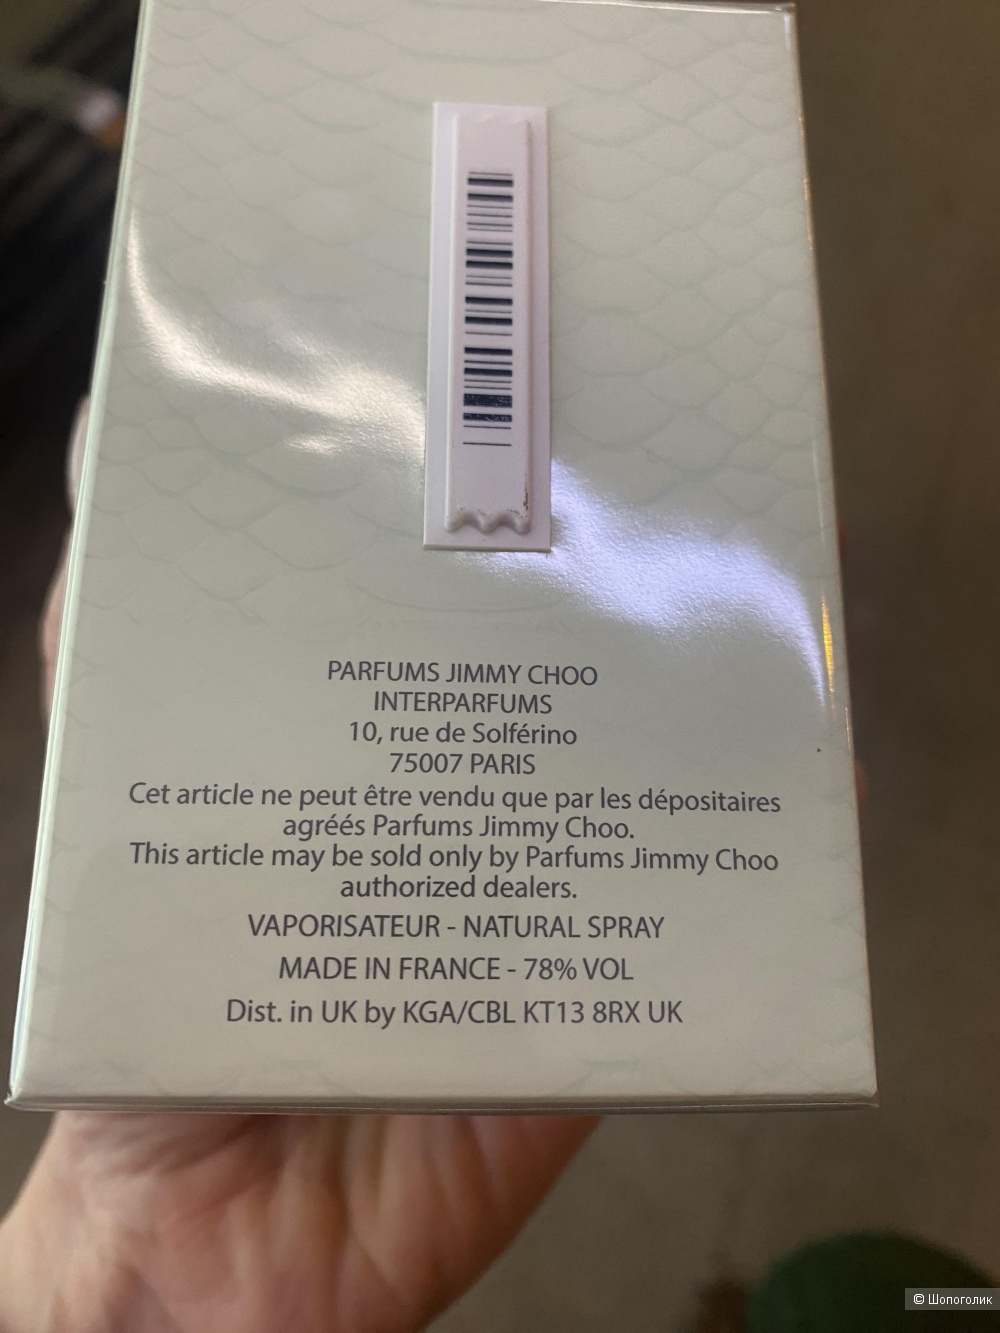 PARFUMS JIMMY CHOO
INTERPARFUMS
10, rue de Solférino
75007 PARIS
Cet article ne peut être vendu que par les dépositaires
agréés Parfums Jimmy Choo.
This article may be sold only by Parfums Jimmy Choo
authorized dealers.
VAPORISATEUR - NATURAL SPRAY
MADE IN FRANCE - 78% VOL
Dist. in UK by KGA/CBL KT13 8RX UK
© Шопоголик